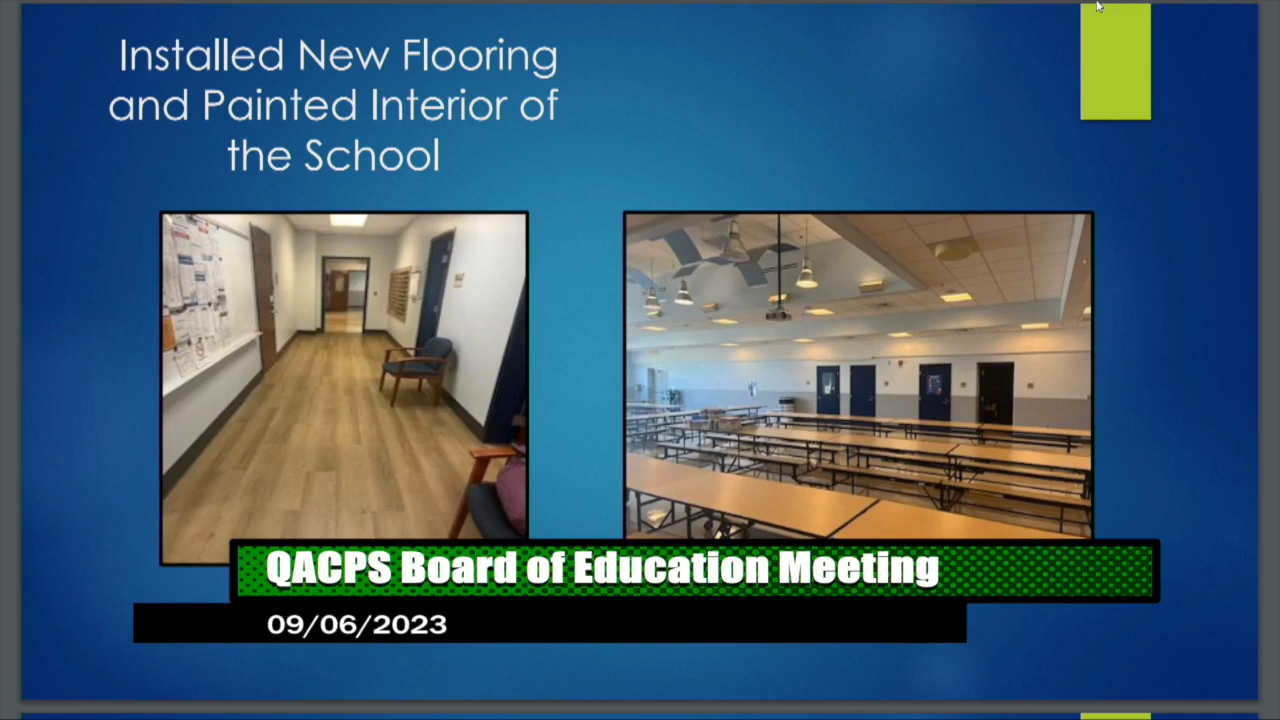 Installed New Flooring
and Painted Interior of
the School
QACPS Board of Education Meeting
09/06/2023